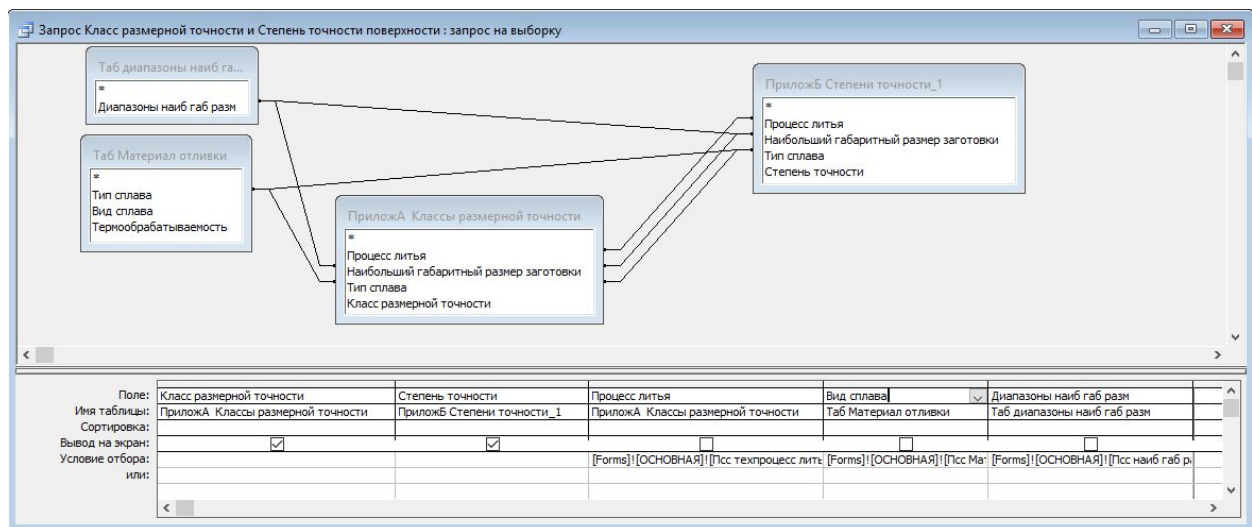 Запрос Класс размерной точности и Степень точности поверхности : запрос на выборку
Таб диапазоны наиб га...
*
Диапазоны наиб габ разм
Таб Материал отливки
*
Тип сплава
Вид сплава
Термообрабатываемость
ПриложА Классы размерной точности
*
Процесс литья
Наибольший габаритный размер заготовки
Тип сплава
Класс размерной точности
ПриложБ Степени точности_1
*
Процесс литья
Наибольший габаритный размер заготовки
Тип сплава
Степень точности
Поле: Класс размерной точности Степень точности Процесс литья Вид сплава Диапазоны наиб габ разм
Имя таблицы: ПриложА Классы размерной точности ПриложБ Степени точности_1 ПриложА Классы размерной точности Таб Материал отливки Таб диапазоны наиб габ разм
Сортировка:
Вывод на экран:
Условие отбора: [Forms]![ОСНОВНАЯ]![Псс техпроцесс лить [Forms]![ОСНОВНАЯ]![Псс Мат [Forms]![ОСНОВНАЯ]![Псс наиб габ ра
или: